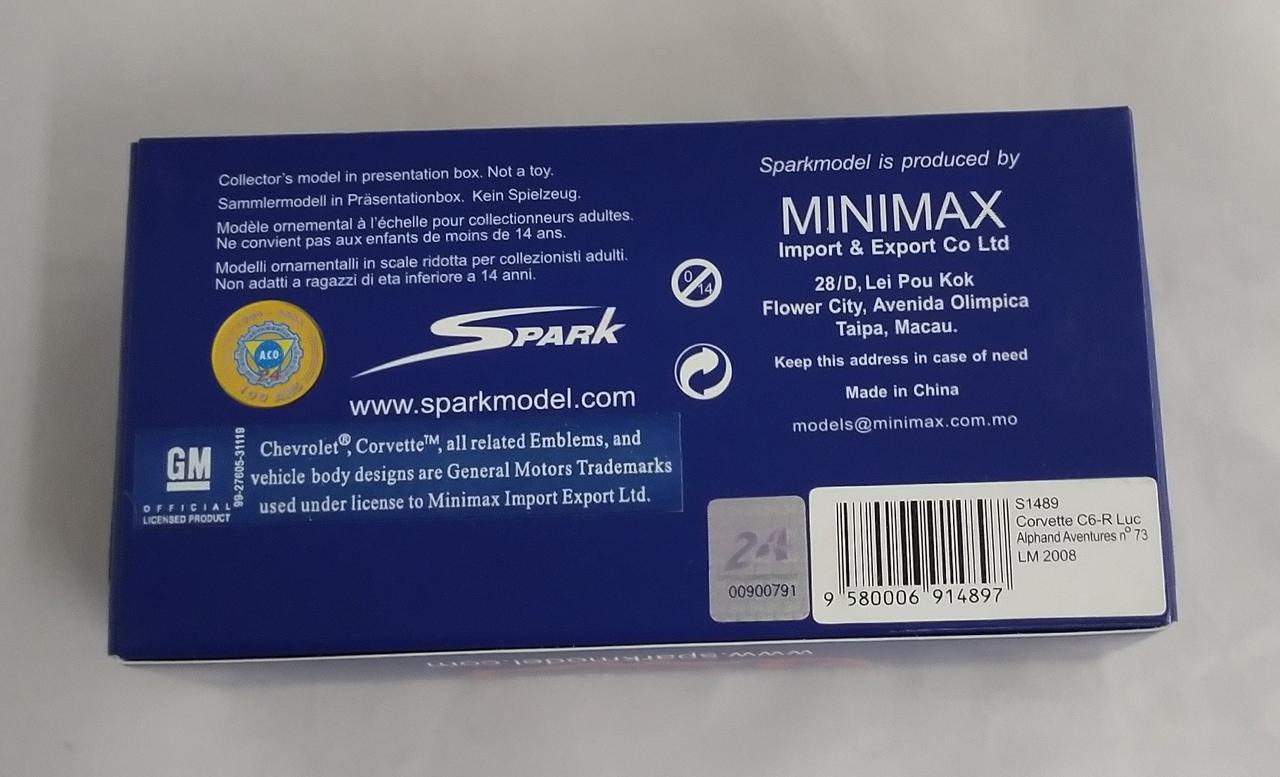 Collector's model in presentation box. Not a toy.
Sammlermodell in Präsentationbox. Kein Spielzeug.
Modèle ornemental à l'échelle pour collectionneurs adultes.
Ne convient pas aux enfants de moins de 14 ans.
Modelli ornamentalli in scale ridotta per collezionisti adulti.
Non adatti a ragazzi di eta inferiore a 14 anni.
ACO
24
100 ANS
SPARK
www.sparkmodel.com
GM
OFFICIAL
LICENSED PRODUCT
99-27605-31119
Chevrolet®, Corvette™, all related Emblems, and
vehicle body designs are General Motors Trademarks
used under license to Minimax Import Export Ltd.
Sparkmodel is produced by
MINIMAX
Import & Export Co Ltd
0/14
28/D, Lei Pou Kok
Flower City, Avenida Olimpica
Taipa, Macau.
Keep this address in case of need
Made in China
models@minimax.com.mo
24
00900791
S1489
Corvette C6-R Luc
Alphand Aventures n° 73
LM 2008
9 580006 914897
www.sparkmodel.com